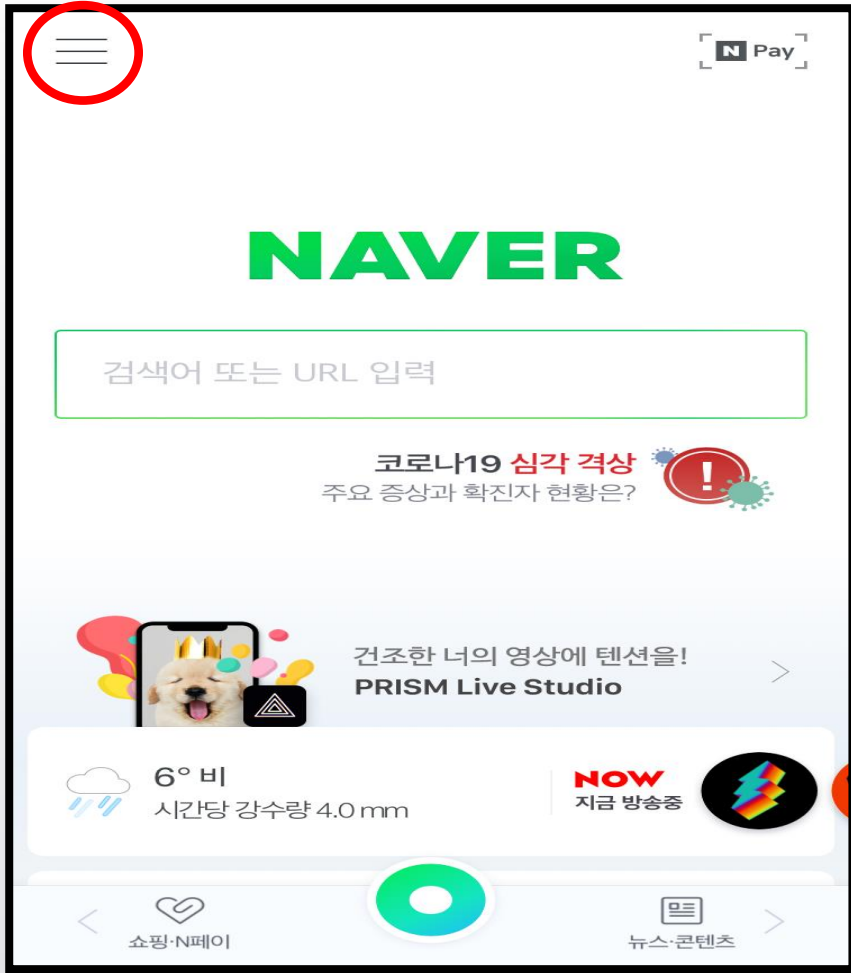 N Pay
NAVER
검색어 또는 URL 입력
코로나19 심각 격상
주요 증상과 확진자 현황은?
건조한 너의 영상에 텐션을!
PRISM Live Studio
6° 비
시간당 강수량 4.0 mm
NOW
지금 방송중
쇼핑·N페이
뉴스·콘텐츠